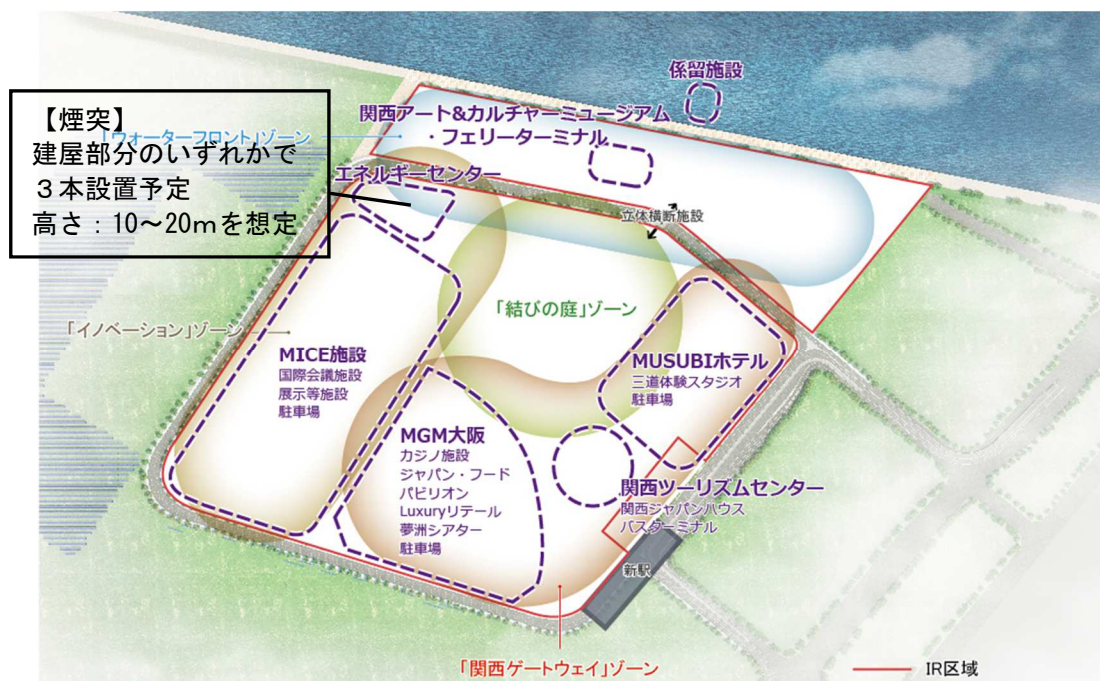 係留施設
関西アート&カルチャーミュージアム
・フェリーターミナル
【煙突】
「ウォーターフロント」ゾーン
建屋部分のいずれかで
３本設置予定
高さ：10～20ｍを想定
エネルギーセンター
立体横断施設
「結びの庭」ゾーン
「イノベーション」ゾーン
MICE施設
国際会議施設
展示等施設
駐車場
MUSUBIホテル
三道体験スタジオ
駐車場
MGM大阪
カジノ施設
ジャパン・フード
パビリオン
Luxuryリテール
夢洲シアター
駐車場
関西ツーリズムセンター
関西ジャパンハウス
バスターミナル
新駅
「関西ゲートウェイ」ゾーン
IR区域